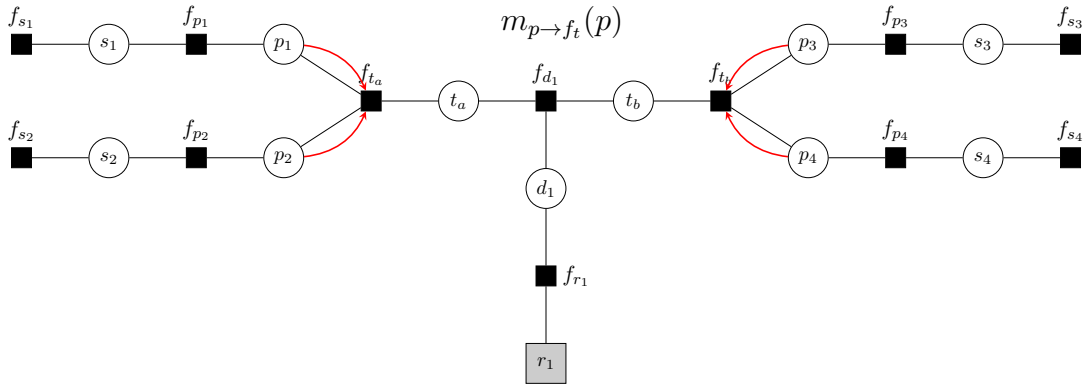 m_{p→f_t}(p)
f_{s_1} s_1 f_{p_1} p_1 f_{t_a} t_a f_{d_1} t_b f_{t_b} p_3 f_{p_3} s_3 f_{s_3}
f_{s_2} s_2 f_{p_2} p_2 p_4 f_{p_4} s_4 f_{s_4}
d_1
f_{r_1}
r_1